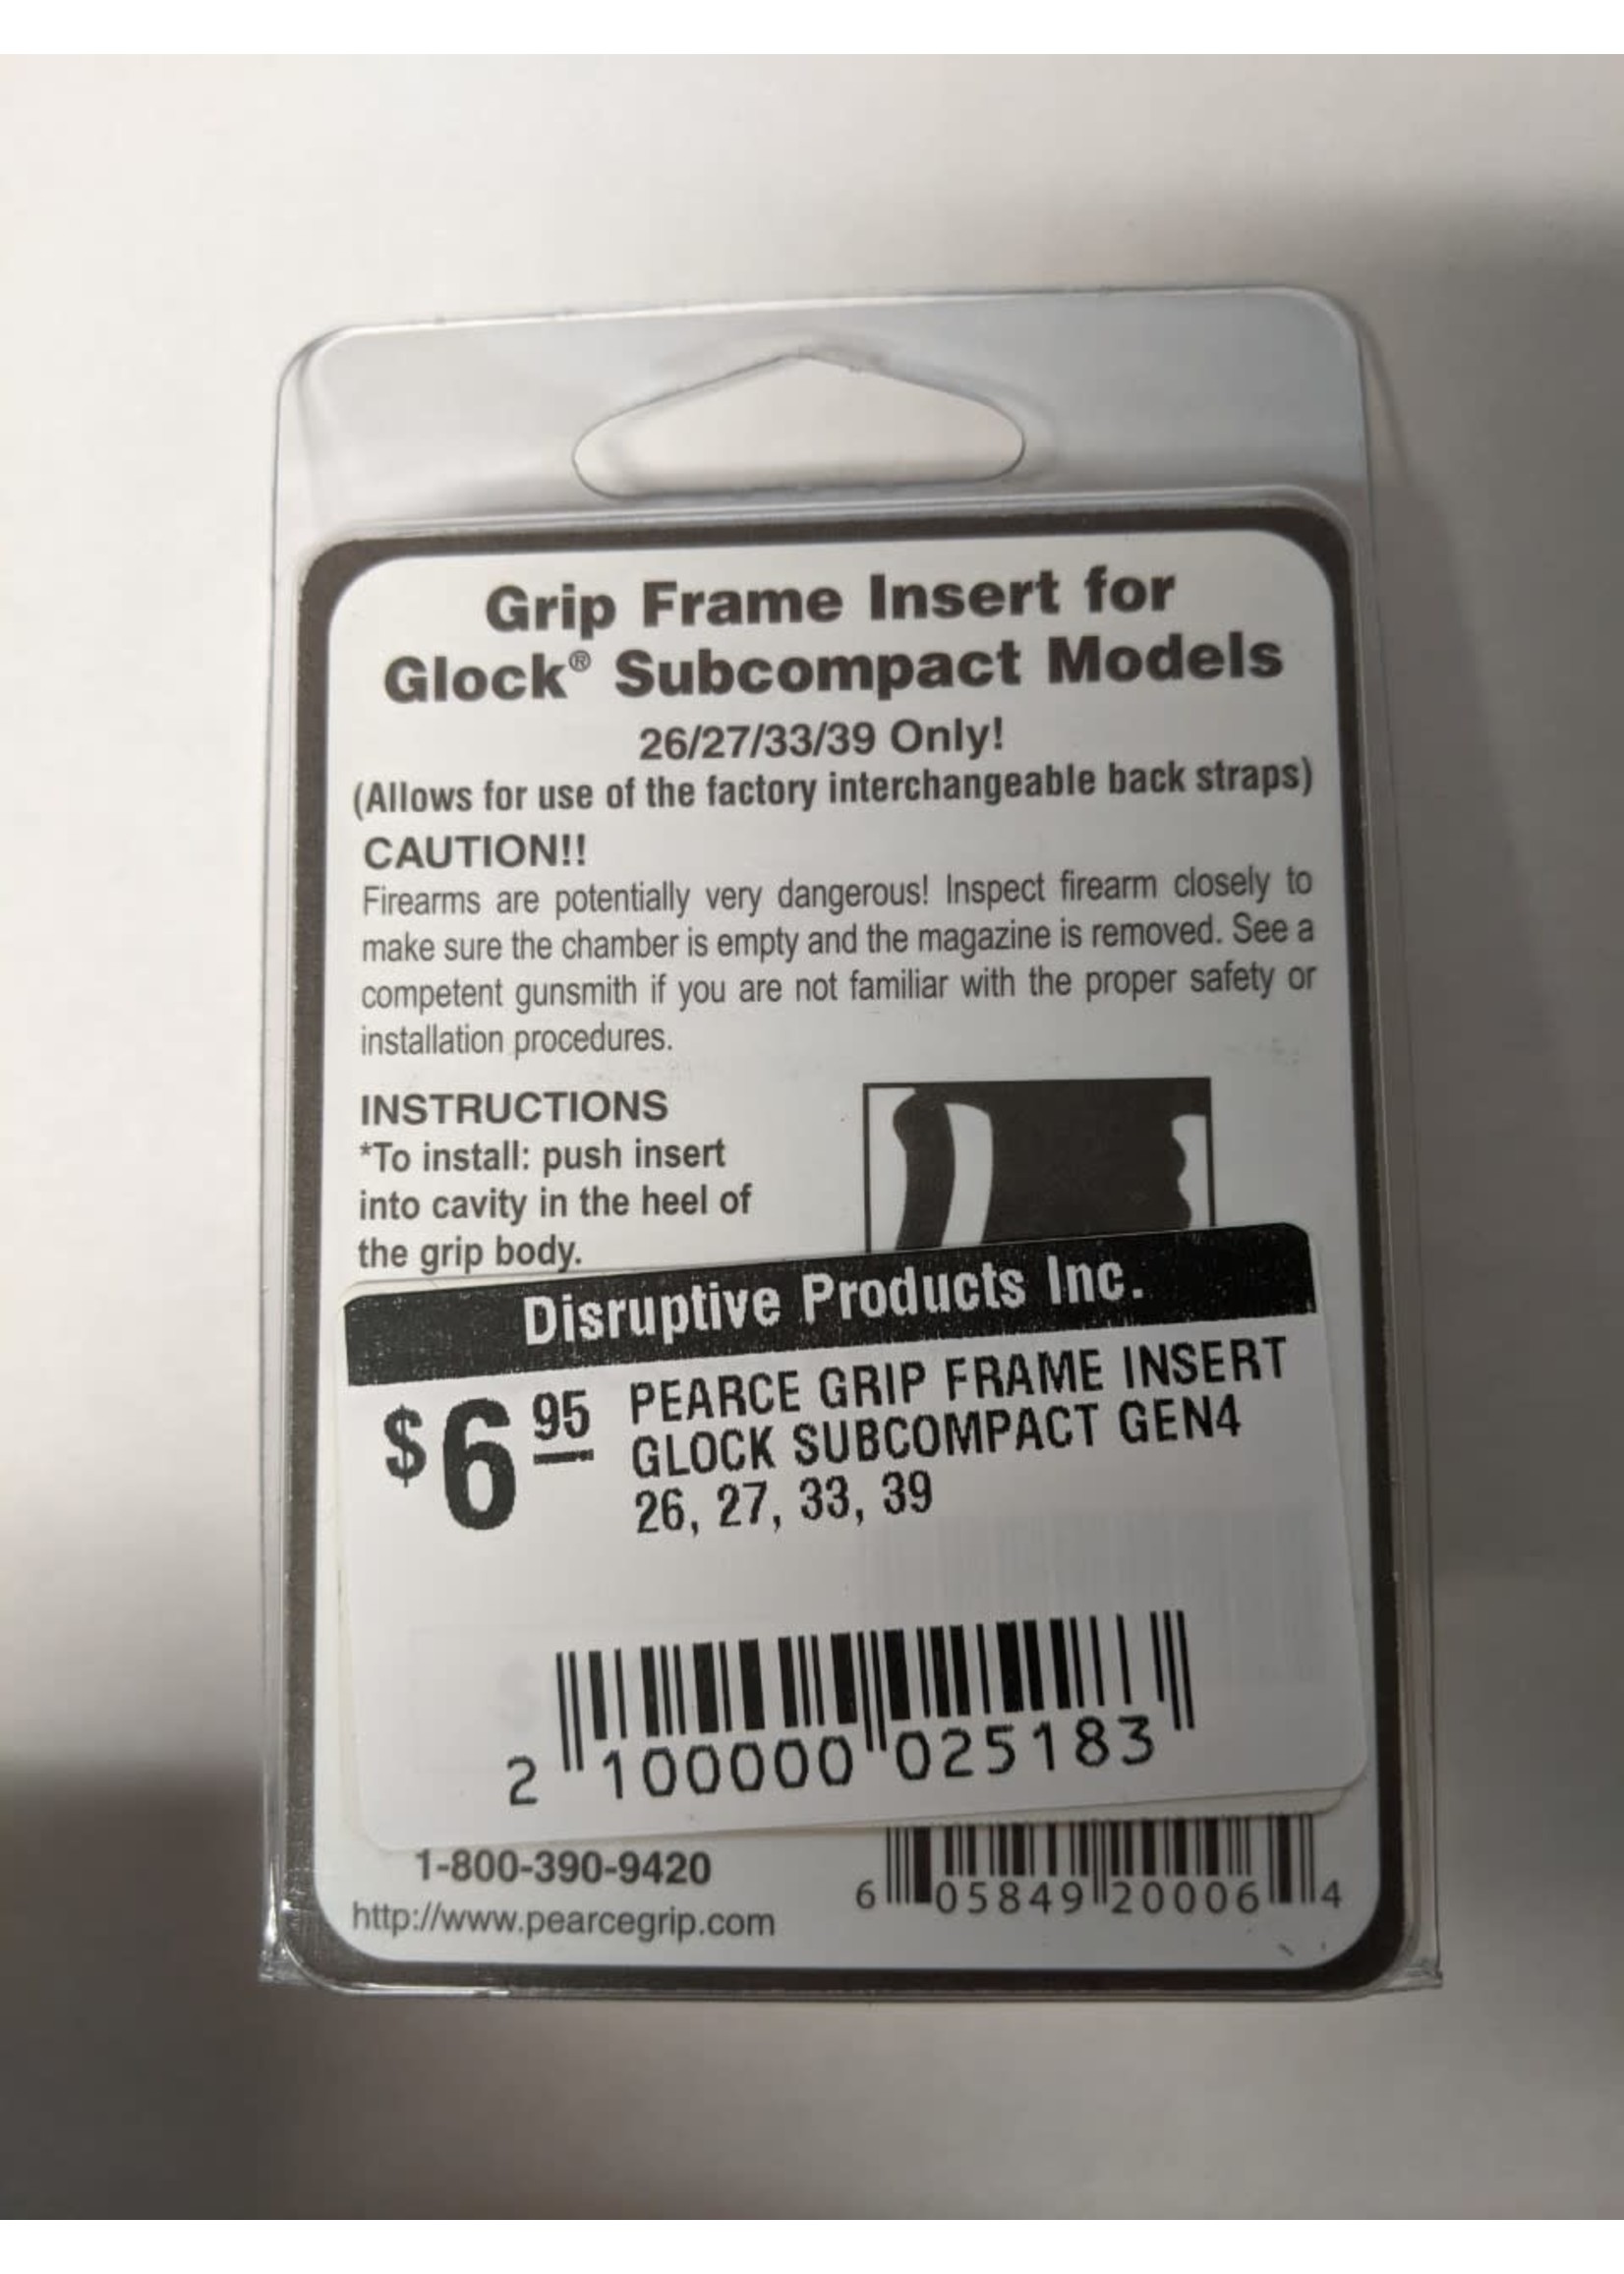 Grip Frame Insert for
Glock® Subcompact Models
26/27/33/39 Only!
(Allows for use of the factory interchangeable back straps)
CAUTION!!
Firearms are potentially very dangerous! Inspect firearm closely to
make sure the chamber is empty and the magazine is removed. See a
competent gunsmith if you are not familiar with the proper safety or
installation procedures.
INSTRUCTIONS
*To install: push insert
into cavity in the heel of
the grip body.
Disruptive Products Inc.
$6 95
PEARCE GRIP FRAME INSERT
GLOCK SUBCOMPACT GEN4
26, 27, 33, 39
2 100000 025183
1-800-390-9420
http://www.pearcegrip.com
6 05849 20006 4